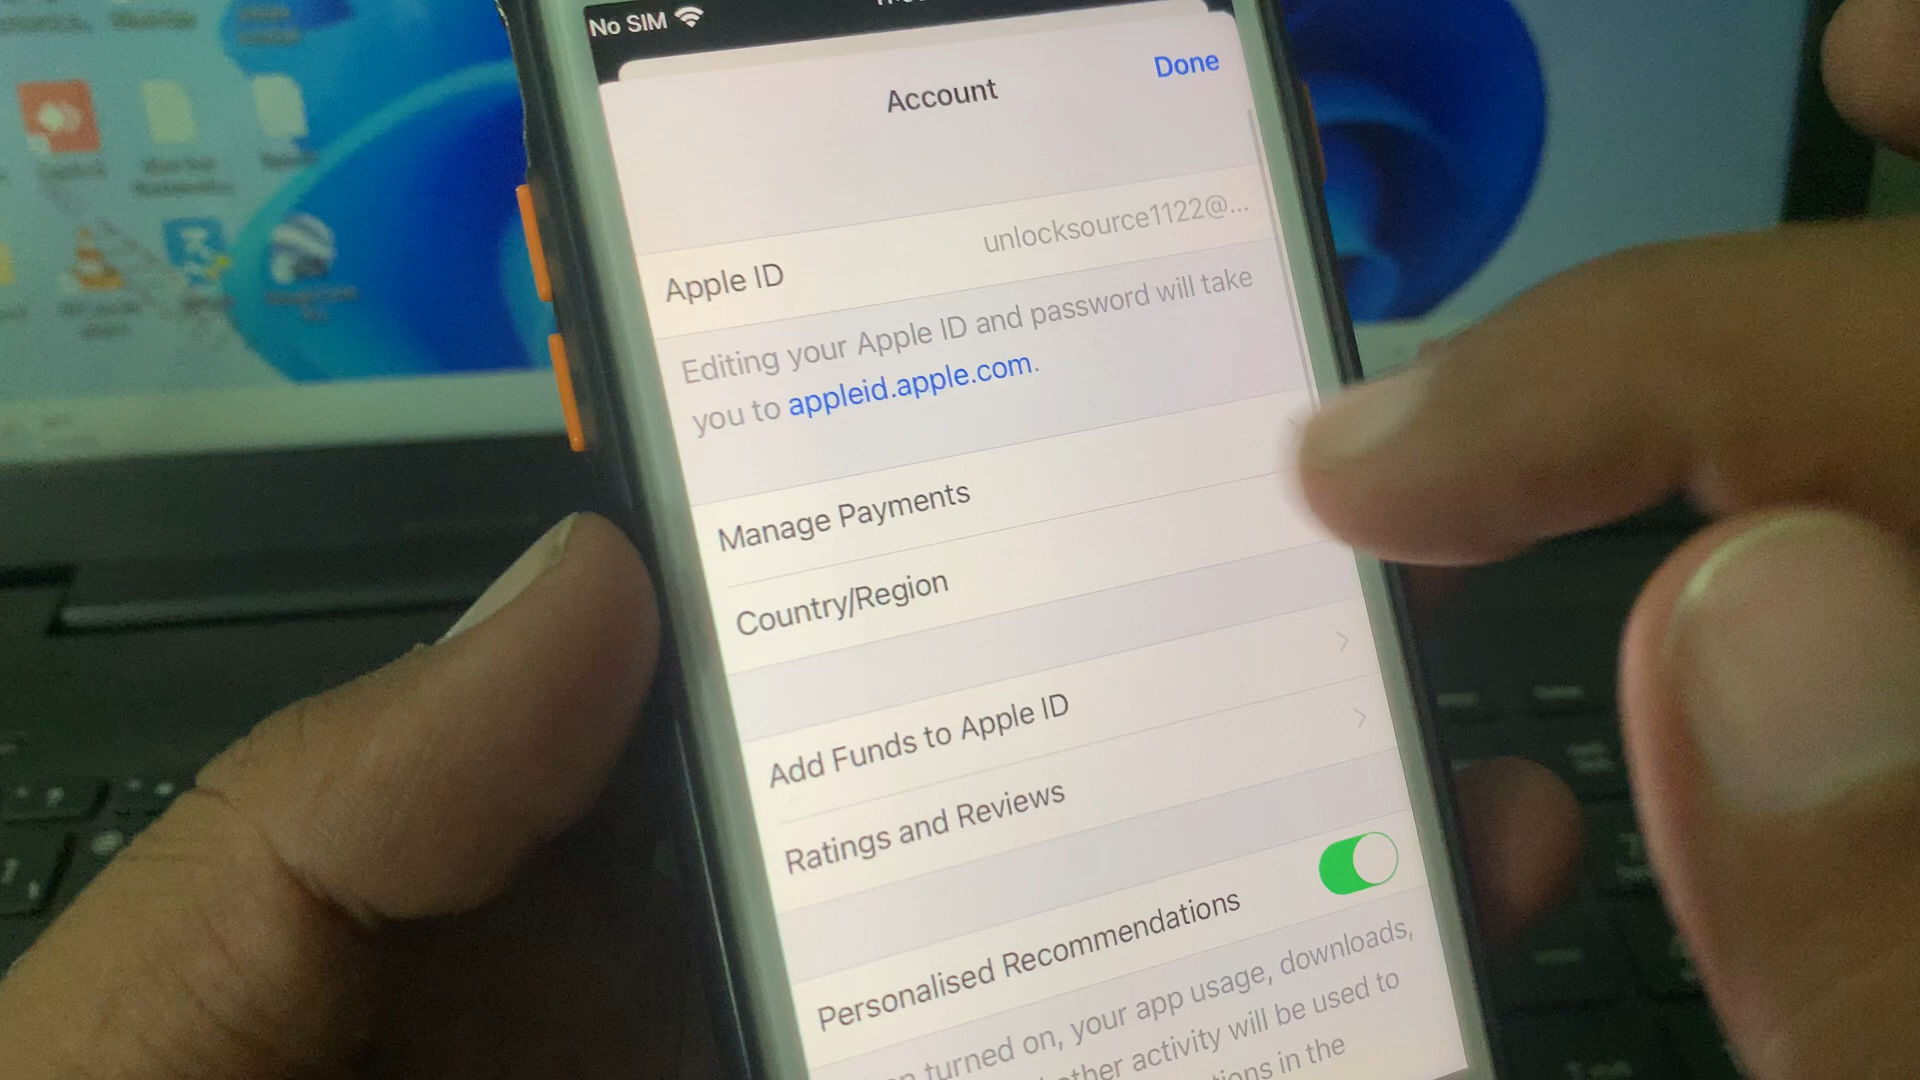 No SIM
Account
Done
Apple ID
unlocksource1122@...
Editing your Apple ID and password will take
you to appleid.apple.com.
Manage Payments
Country/Region
Add Funds to Apple ID
Ratings and Reviews
Personalised Recommendations
turned on, your app usage, downloads,
other activity will be used to
in the